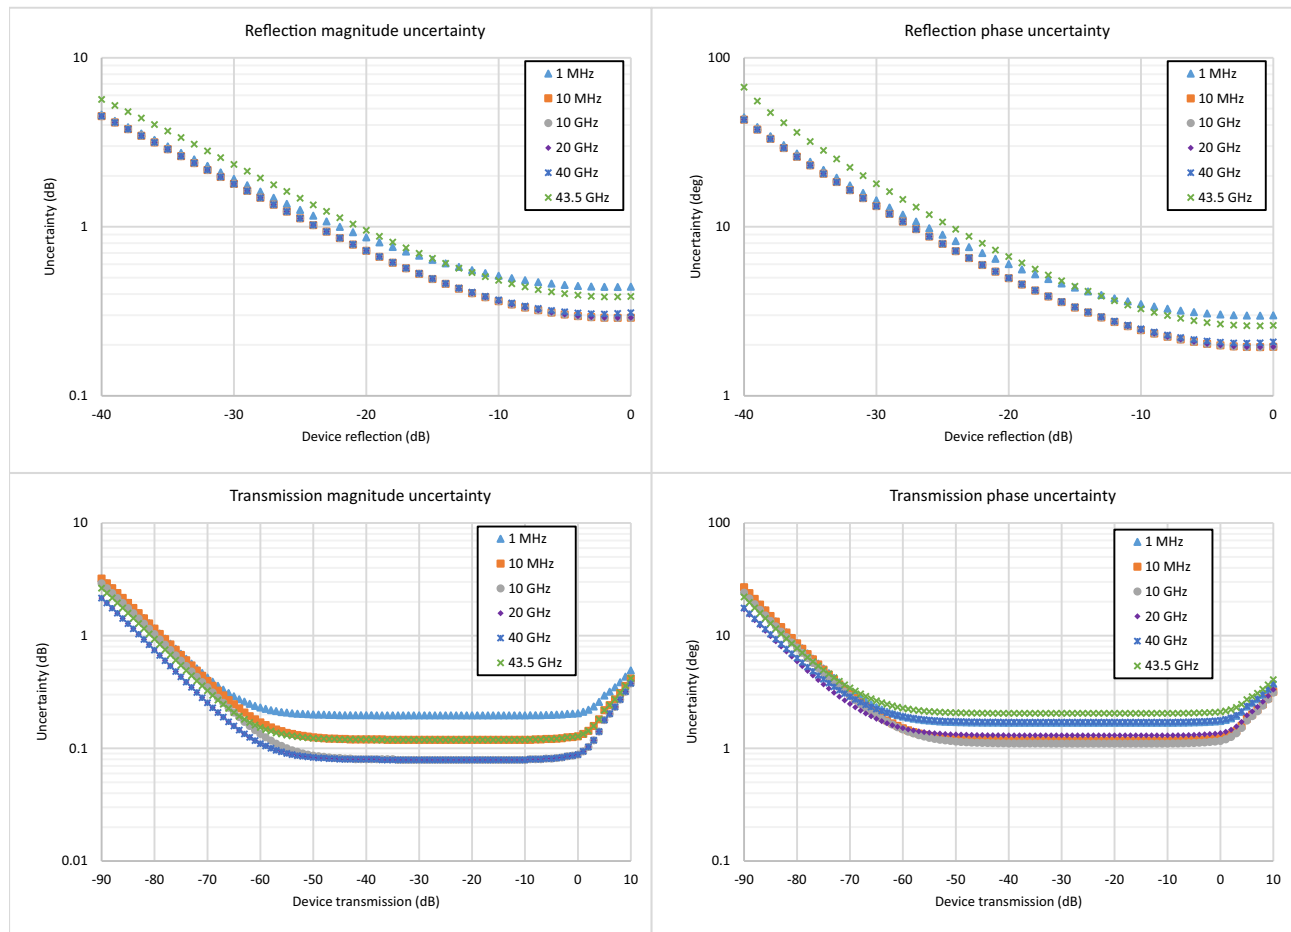 Reflection magnitude uncertainty
10
1
0.1
Uncertainty (dB)
1 MHz
10 MHz
10 GHz
20 GHz
40 GHz
43.5 GHz
-40 -30 -20 -10 0
Device reflection (dB)
Reflection phase uncertainty
100
10
1
Uncertainty (deg)
1 MHz
10 MHz
10 GHz
20 GHz
40 GHz
43.5 GHz
-40 -30 -20 -10 0
Device reflection (dB)
Transmission magnitude uncertainty
10
1
0.1
0.01
Uncertainty (dB)
1 MHz
10 MHz
10 GHz
20 GHz
40 GHz
43.5 GHz
-90 -80 -70 -60 -50 -40 -30 -20 -10 0 10
Device transmission (dB)
Transmission phase uncertainty
100
10
1
0.1
Uncertainty (deg)
1 MHz
10 MHz
10 GHz
20 GHz
40 GHz
43.5 GHz
-90 -80 -70 -60 -50 -40 -30 -20 -10 0 10
Device transmission (dB)